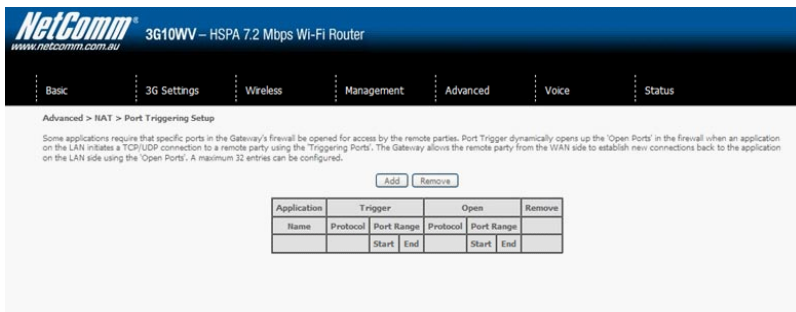 NetComm®
www.netcomm.com.au
3G10WV – HSPA 7.2 Mbps Wi-Fi Router
Basic 3G Settings Wireless Management Advanced Voice Status
Advanced > NAT > Port Triggering Setup
Some applications require that specific ports in the Gateway's firewall be opened for access by the remote parties. Port Trigger dynamically opens up the 'Open Ports' in the firewall when an application
on the LAN initiates a TCP/UDP connection to a remote party using the 'Triggering Ports'. The Gateway allows the remote party from the WAN side to establish new connections back to the application
on the LAN side using the 'Open Ports'. A maximum 32 entries can be configured.
Add Remove
Application Trigger Open Remove
Name Protocol Port Range Protocol Port Range
Start End Start End